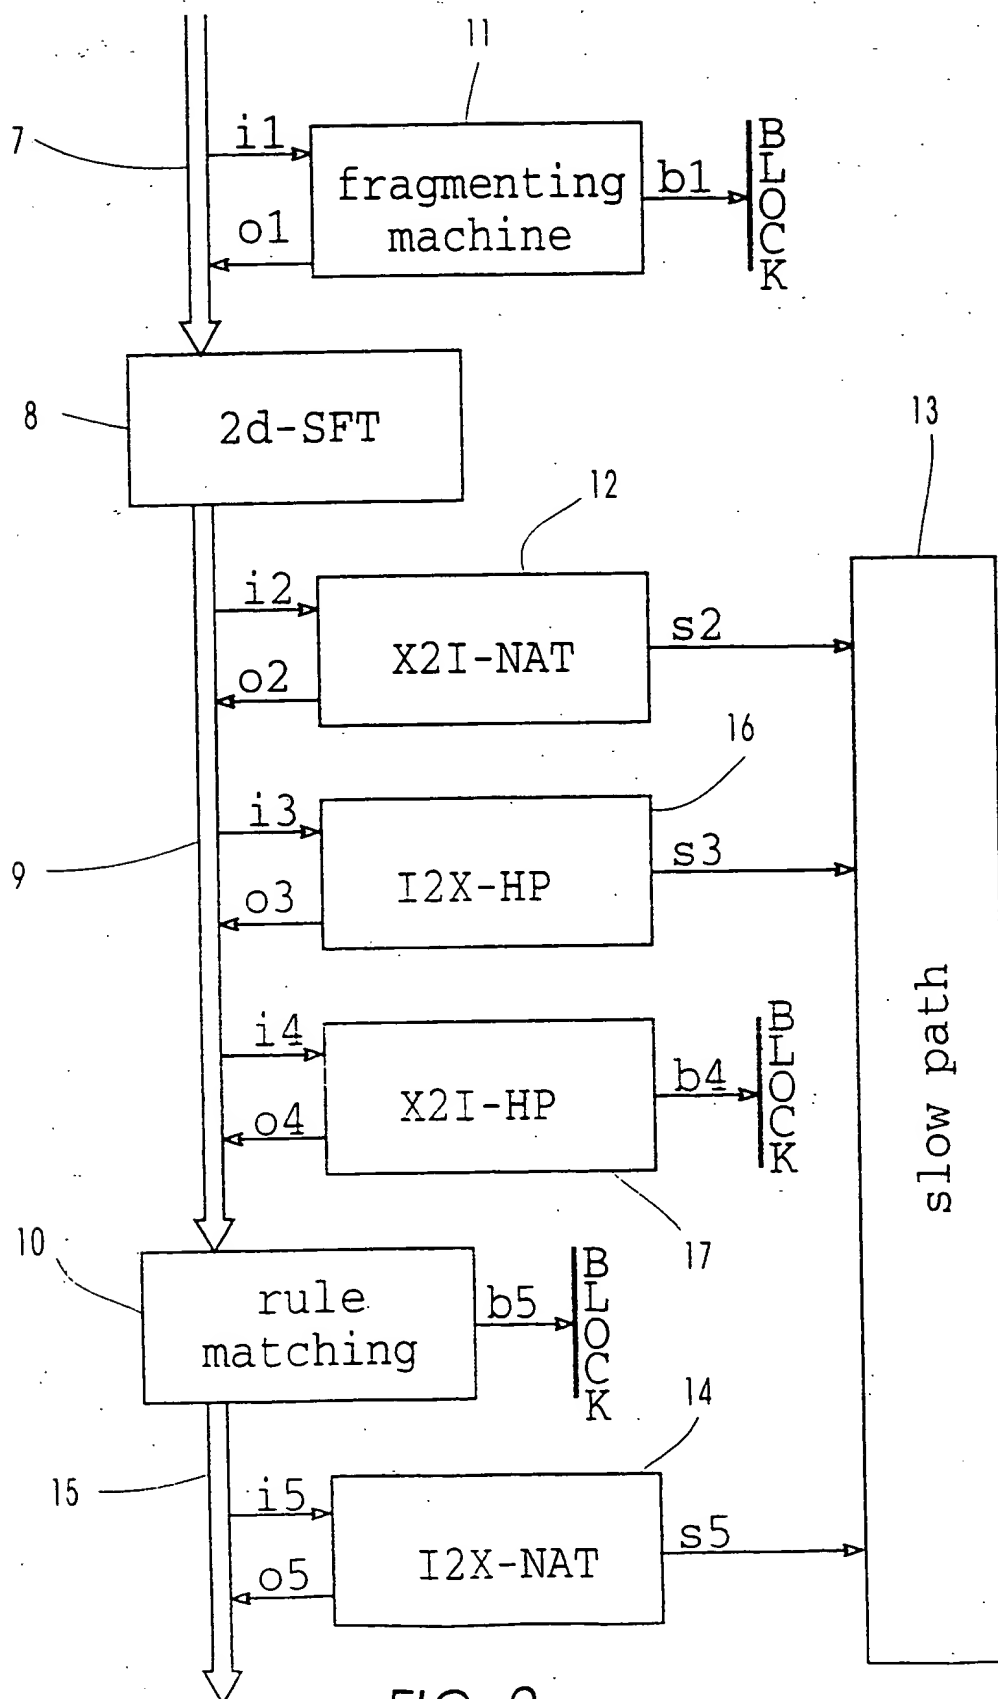 11
7
i1
fragmenting
machine
b1
BLOCK
o1
8
2d-SFT
13
12
i2
X2I-NAT
s2
o2
16
i3
I2X-HP
s3
9
o3
i4
X2I-HP
b4
BLOCK
o4
slow path
17
10
rule
matching
b5
BLOCK
14
15
i5
I2X-NAT
s5
o5